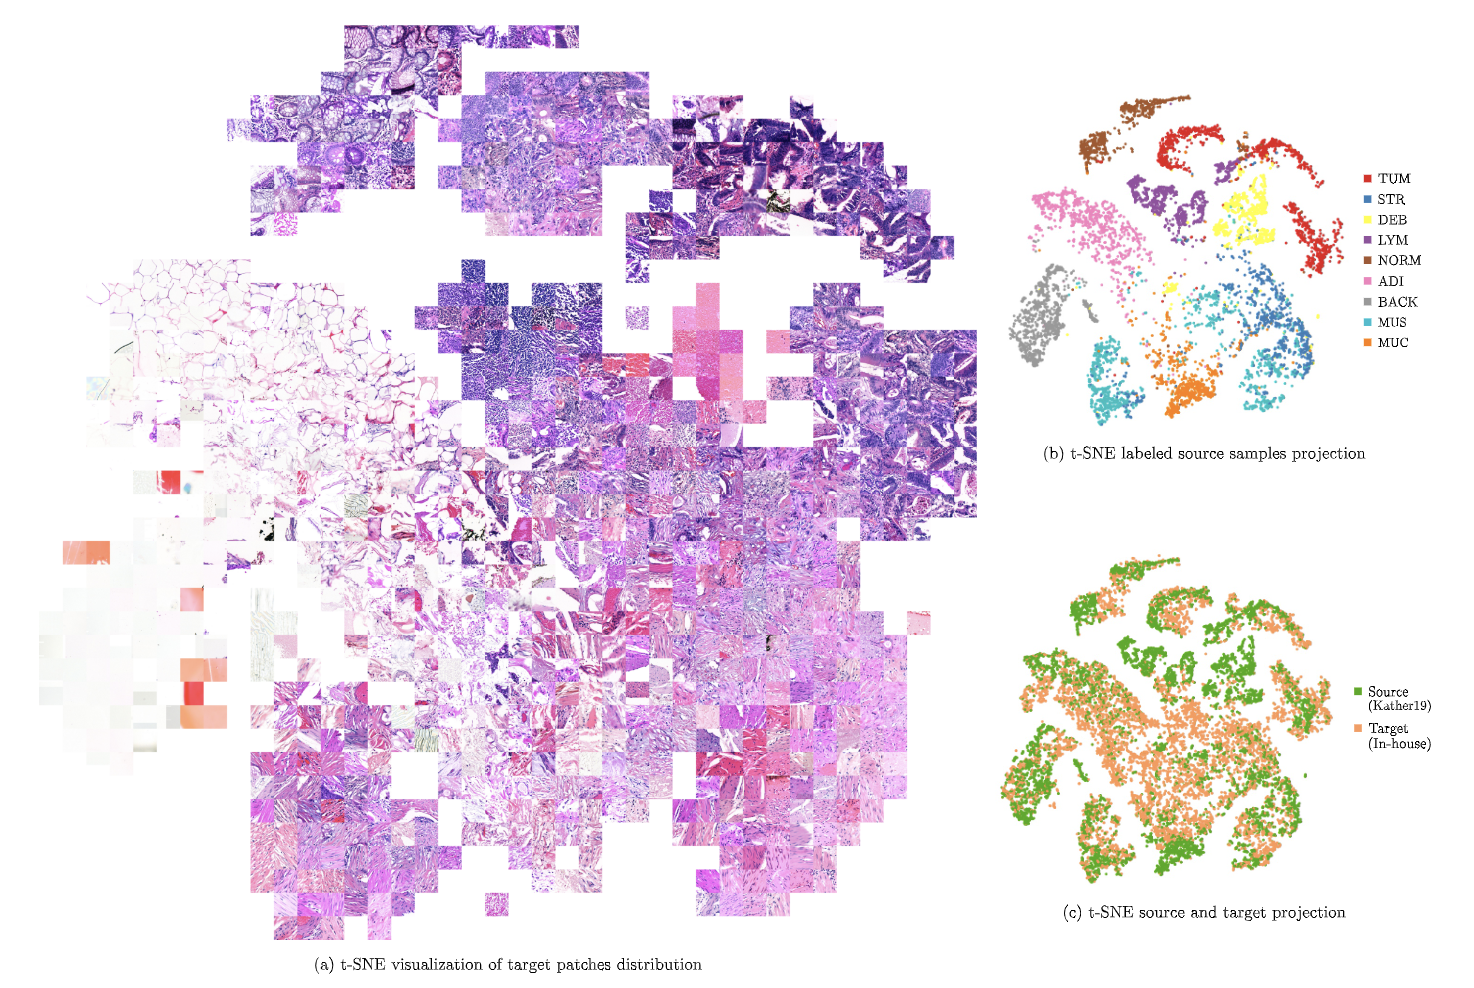 TUM
STR
DEB
LYM
NORM
ADI
BACK
MUS
MUC
(b) t-SNE labeled source samples projection
Source
(Kather19)
Target
(In-house)
(c) t-SNE source and target projection
(a) t-SNE visualization of target patches distribution